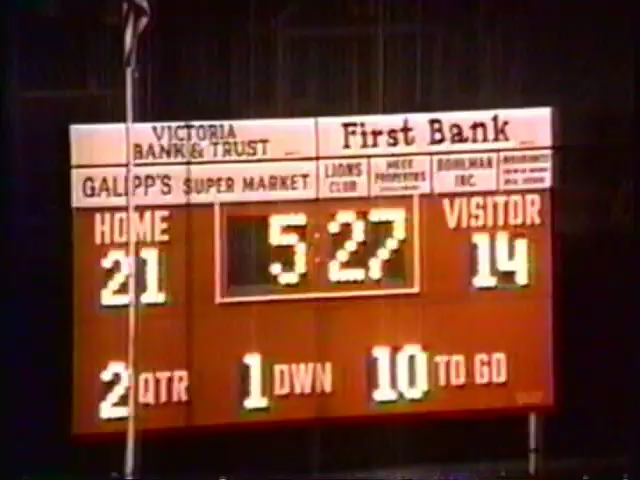 VICTORIA
BANK & TRUST
First Bank
GALIPP'S SUPER MARKET
LIONS
CLUB
PROPERTIES
INC.
HOME
21
5:27
VISITOR
14
2 QTR
1 DWN
10 TO GO